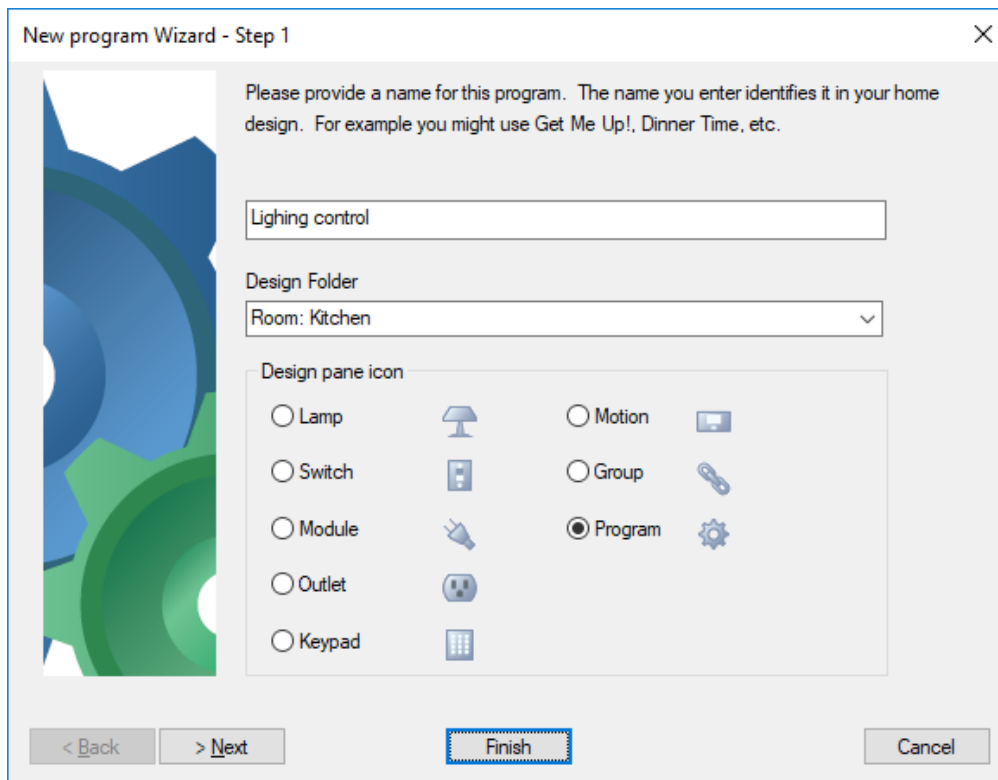 New program Wizard - Step 1
Please provide a name for this program.  The name you enter identifies it in your home
design.  For example you might use Get Me Up!, Dinner Time, etc.
Lighing control
Design Folder
Room: Kitchen
Design pane icon
Lamp
Motion
Switch
Group
Module
Program
Outlet
Keypad
< Back
> Next
Finish
Cancel